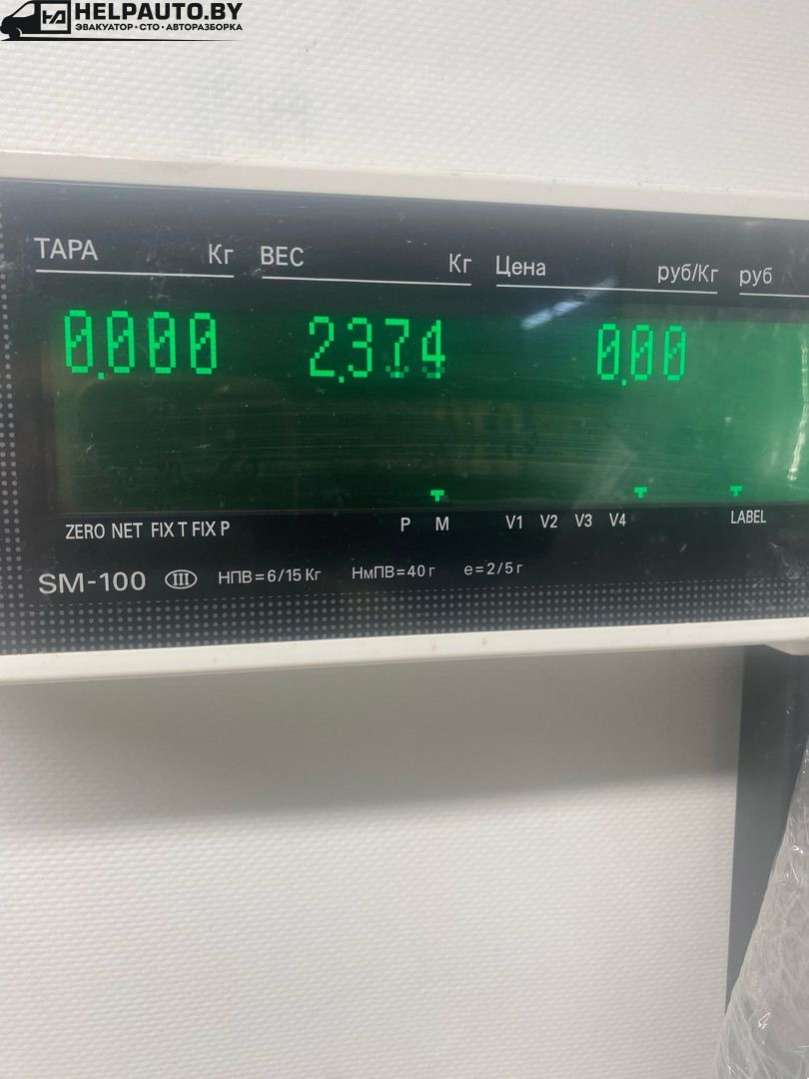 HELPAUTO.BY
ЭВАКУАТОР • СТО • АВТОРАЗБОРКА
ТАРА Кг ВЕС Кг Цена руб/Кг руб
0.000 2.374 0.00
ZERO NET FIX T FIX P P M V1 V2 V3 V4 LABEL
SM-100 III НПВ=6/15 Кг НмПВ=40 г e=2/5 г